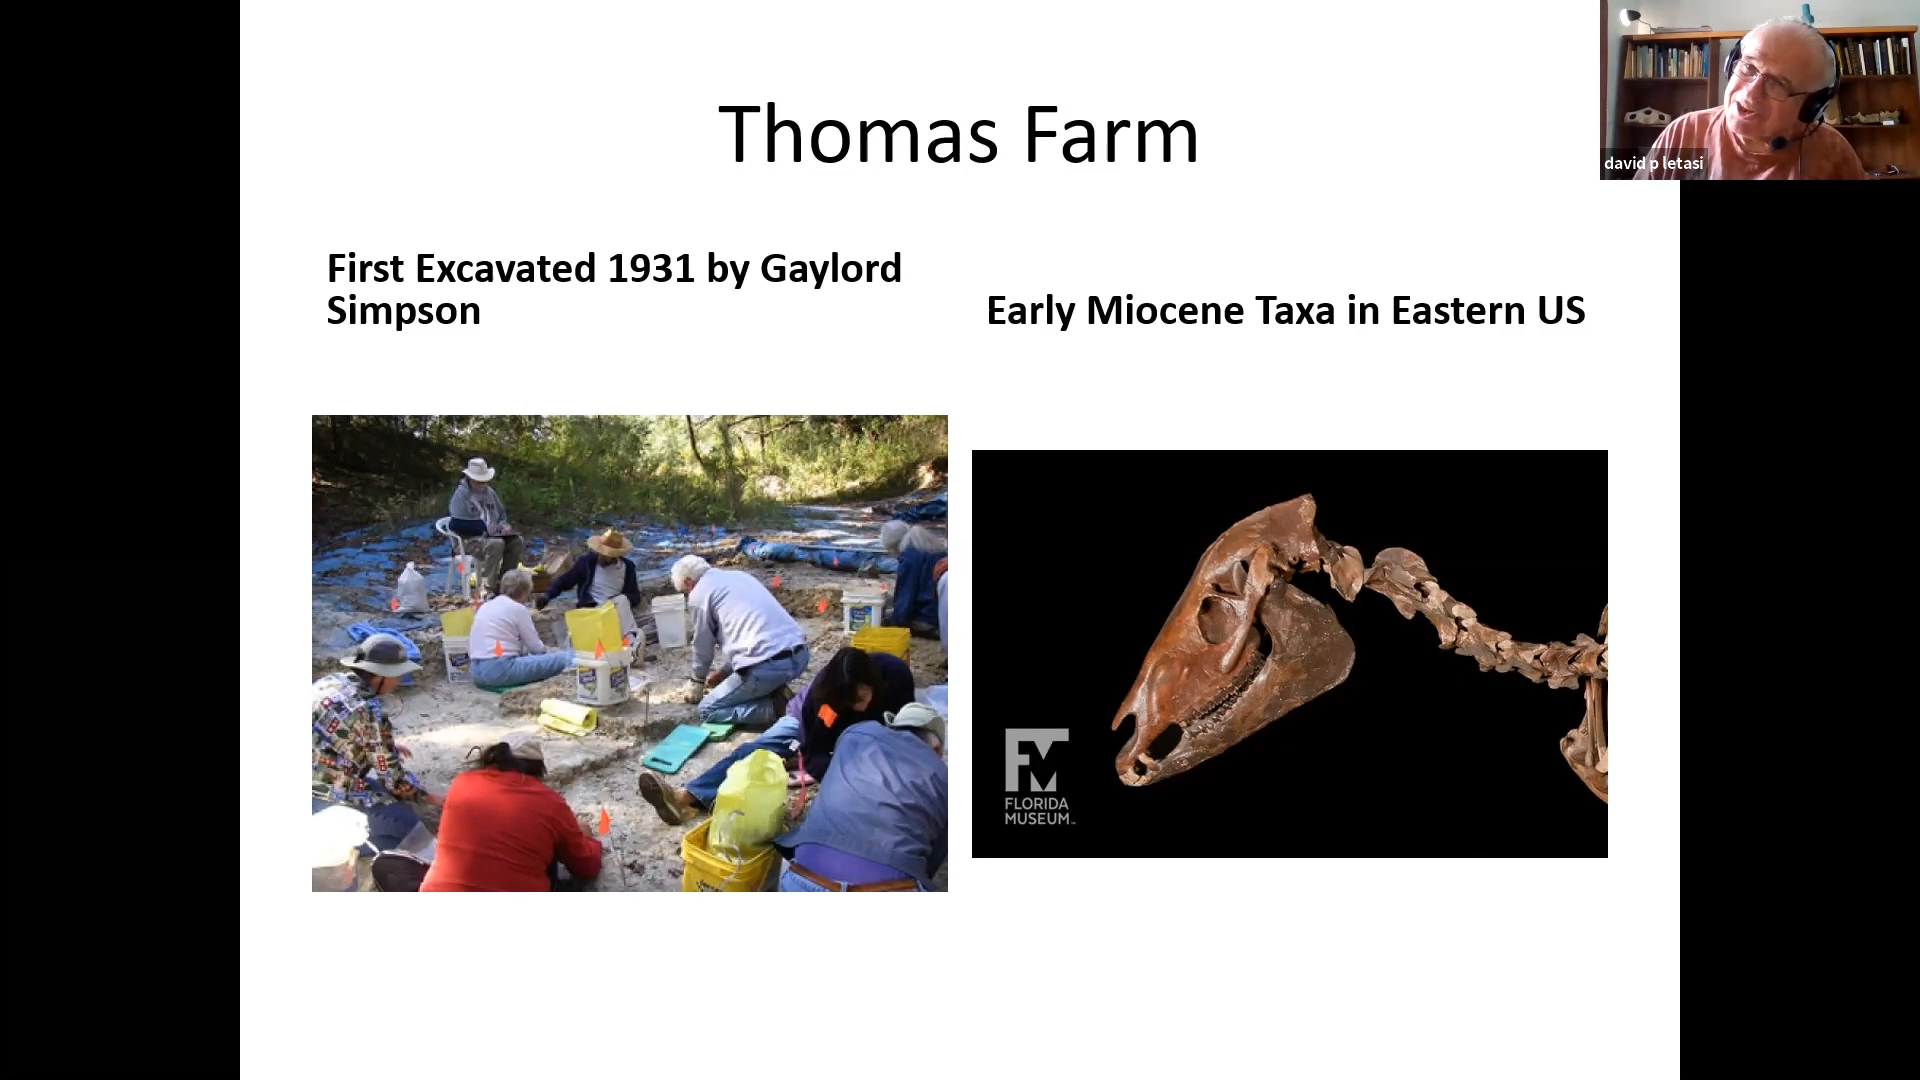 Thomas Farm
david p letasi
First Excavated 1931 by Gaylord
Simpson
Early Miocene Taxa in Eastern US
FLORIDA
MUSEUM